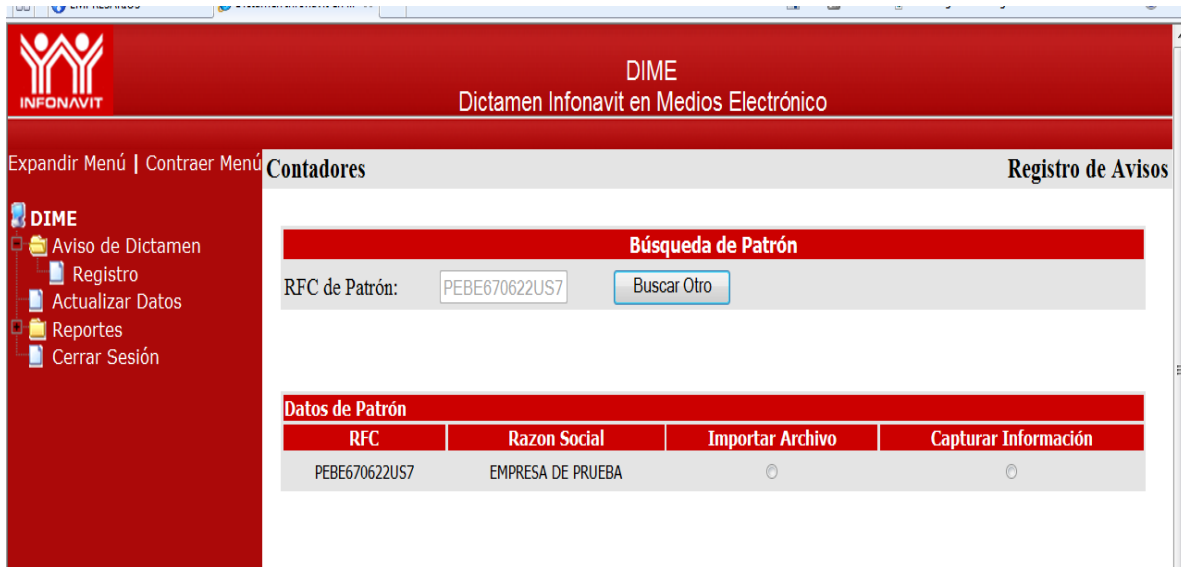 INFONAVIT
DIME
Dictamen Infonavit en Medios Electrónico
Expandir Menú | Contraer Menú
Contadores
Registro de Avisos
DIME
Aviso de Dictamen
Registro
Actualizar Datos
Reportes
Cerrar Sesión
Búsqueda de Patrón
RFC de Patrón: PEBE670622US7 Buscar Otro
Datos de Patrón
RFC Razon Social Importar Archivo Capturar Información
PEBE670622US7 EMPRESA DE PRUEBA